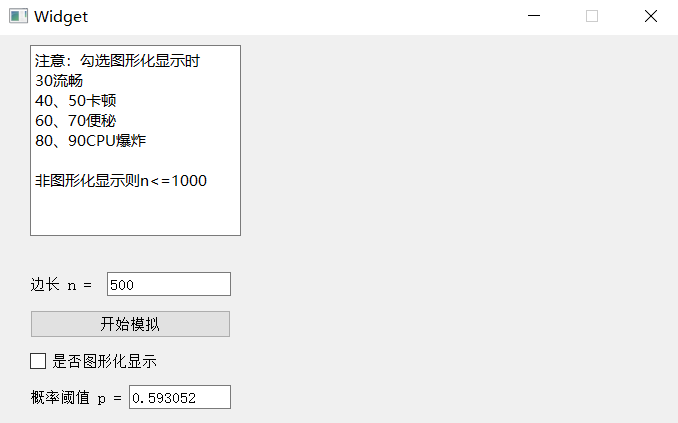 Widget
注意：勾选图形化显示时
30流畅
40、50卡顿
60、70便秘
80、90CPU爆炸
非图形化显示则n<=1000
边长 n = 500
开始模拟
是否图形化显示
概率阈值 p = 0.593052